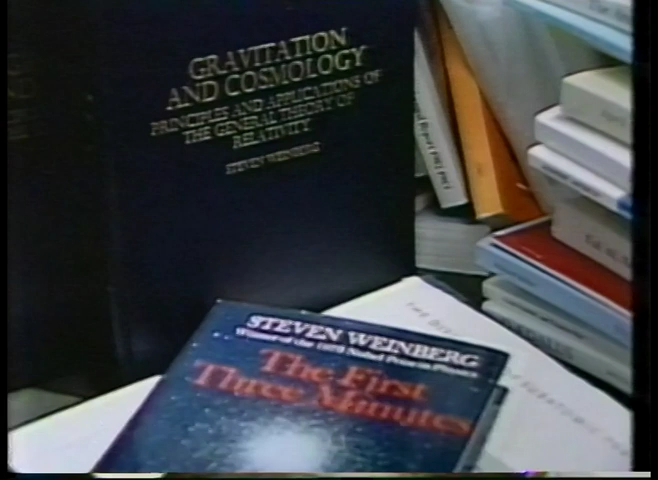 GRAVITATION
AND COSMOLOGY
PRINCIPLES AND APPLICATIONS OF
THE GENERAL THEORY OF
RELATIVITY
STEVEN WEINBERG
STEVEN WEINBERG
Winner of the 1979 Nobel Prize in Physics
The First
Three Minutes